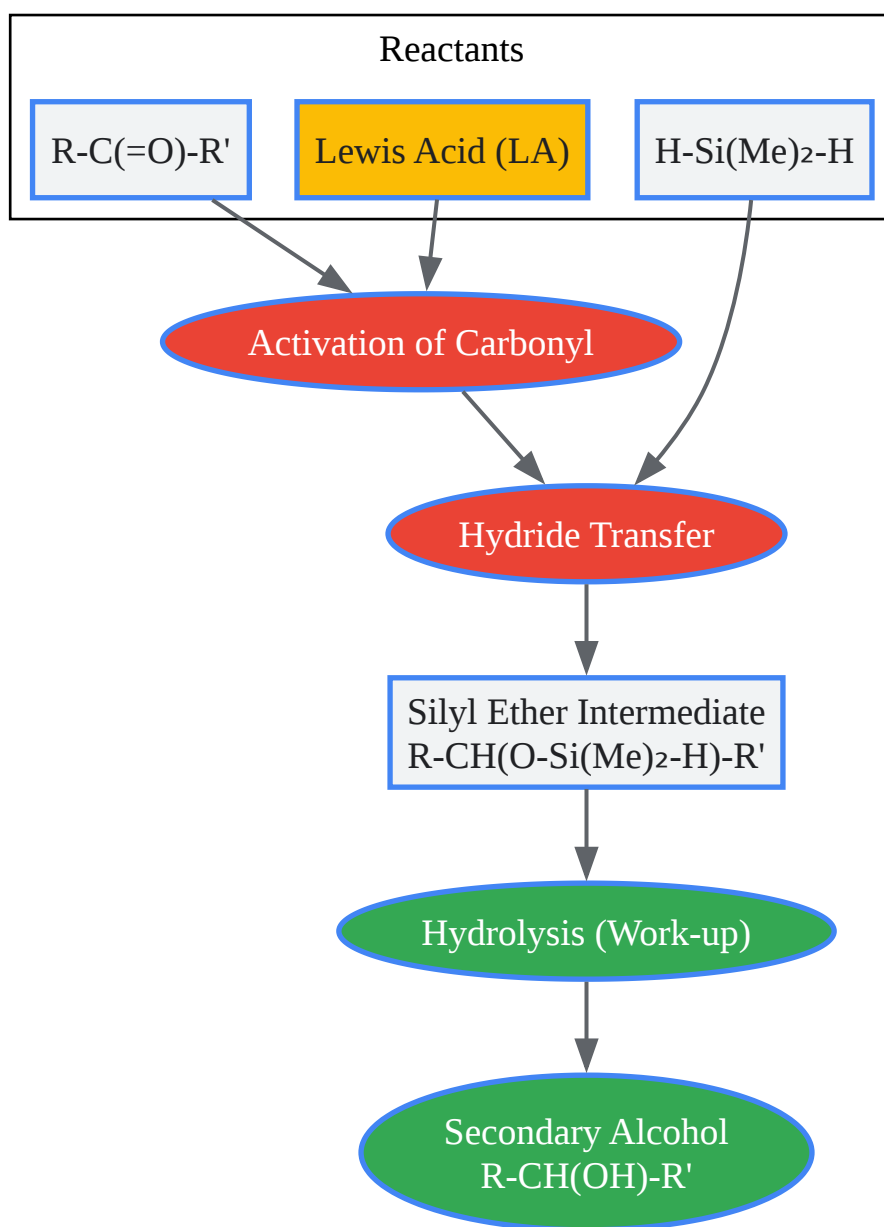 Reactants
R-C(=O)-R'
Lewis Acid (LA)
H-Si(Me)₂-H
Activation of Carbonyl
Hydride Transfer
Silyl Ether Intermediate
R-CH(O-Si(Me)₂-H)-R'
Hydrolysis (Work-up)
Secondary Alcohol
R-CH(OH)-R'